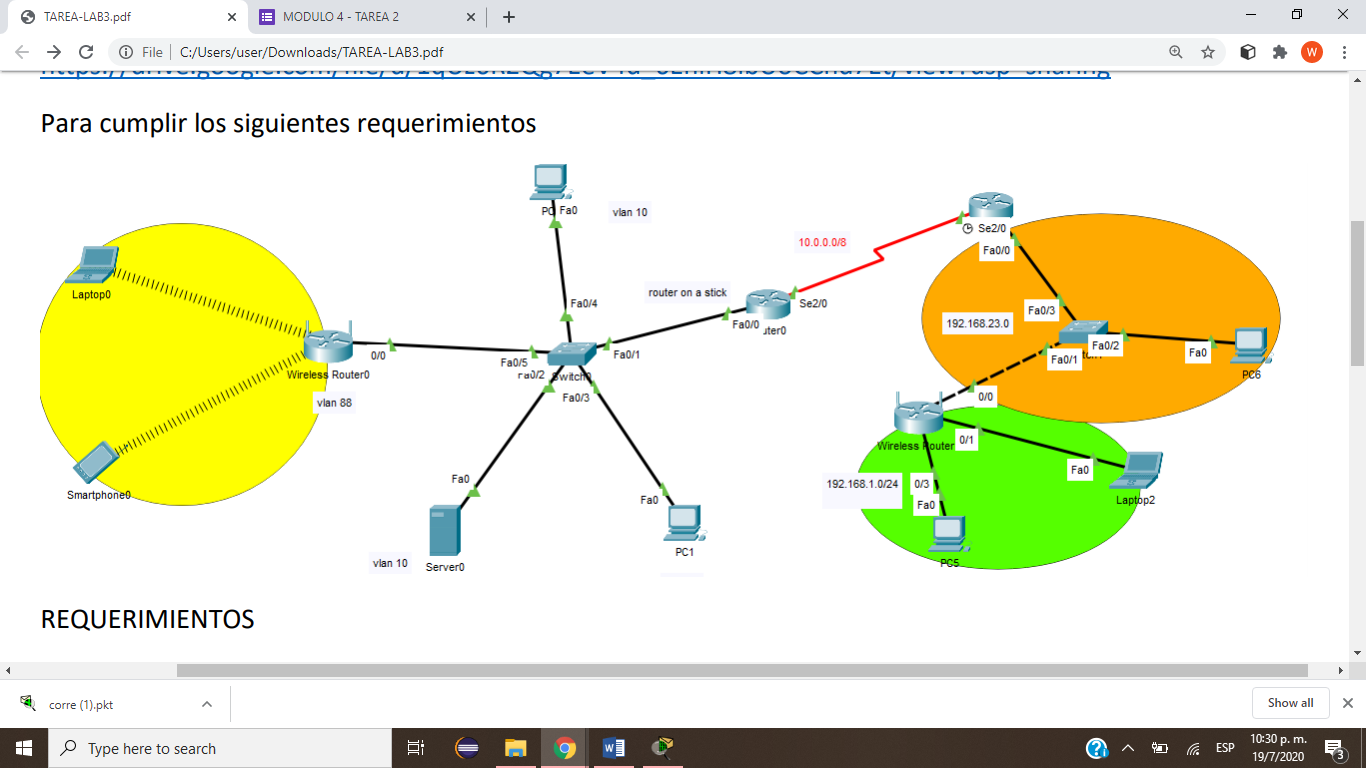 TAREA-LAB3.pdf
MODULO 4 - TAREA 2
File
C:/Users/user/Downloads/TAREA-LAB3.pdf
W
Para cumplir los siguientes requerimientos
Fa0
vlan 10
10.0.0.0/8
Se2/0
Fa0/0
Laptop0
router on a stick
Se2/0
Fa0/4
Fa0/3
Fa0/0
192.168.23.0
0/0
Fa0/1
Fa0/2
Fa0/5
Fa0/2
Switch0
Fa0/1
Fa0
Wireless Router0
PC6
Fa0/3
0/0
vlan 88
Wireless Router
0/1
Fa0
Fa0
192.168.1.0/24
0/3
Smartphone0
Fa0
Laptop2
Fa0
PC1
vlan 10
Server0
PC5
REQUERIMIENTOS
corre (1).pkt
Show all
Type here to search
ESP
10:30 p. m.
19/7/2020
3